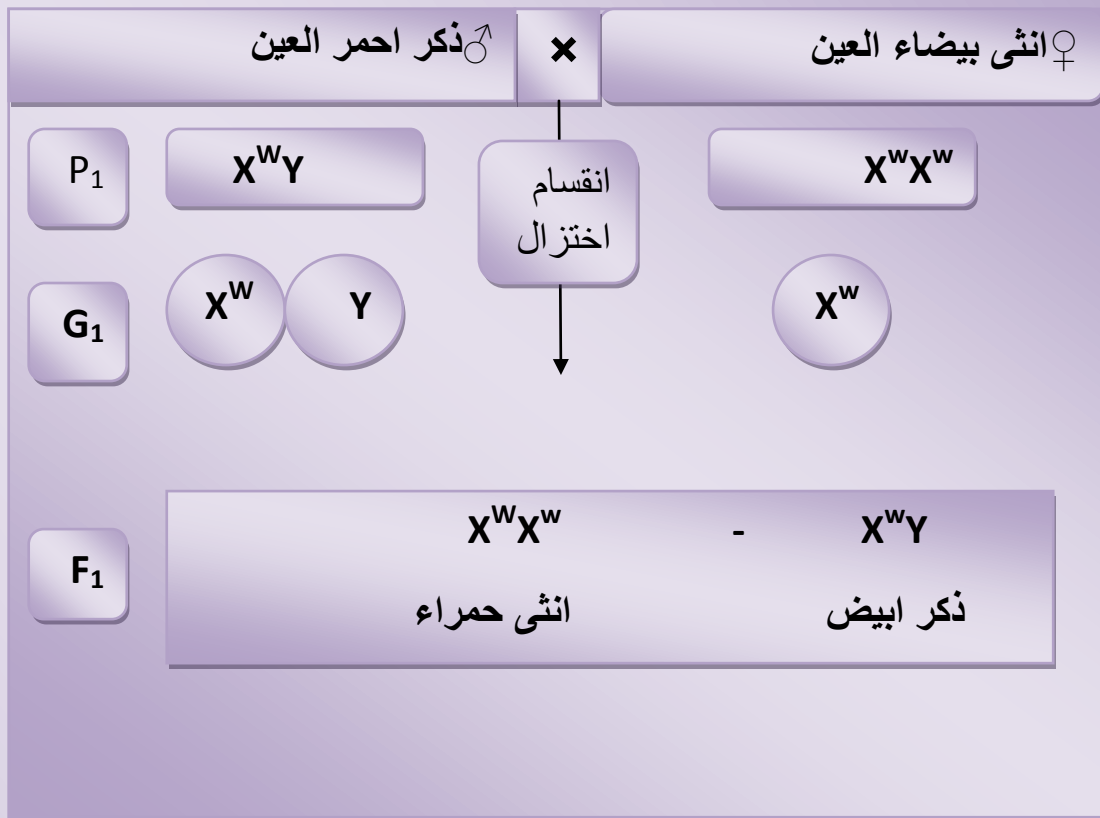 ♀انثى بيضاء العين × ♂ذكر احمر العين
P₁ XᵂY XʷXʷ
انقسام
اختزال
G₁ Xᵂ Y Xʷ
F₁ XᵂXʷ - XʷY
انثى حمراء ذكر ابيض